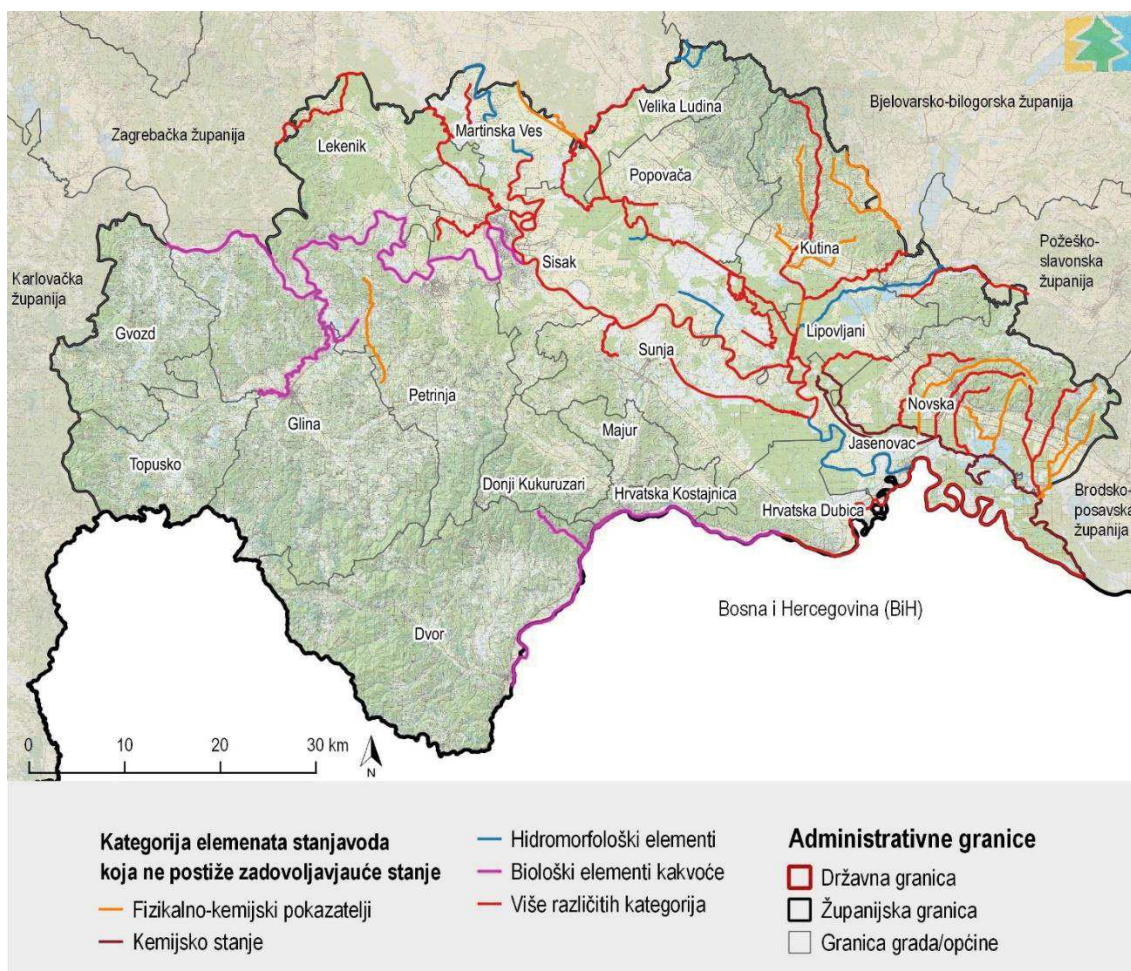 Velika Ludina
Bjelovarsko-bilogorska županija
Zagrebačka županija
Martinska Ves
Lekenik
Popovača
Kutina
Požeško-
slavonska
županija
Karlovačka
županija
Sisak
Gvozd
Lipovljani
Sunja
Petrinja
Novska
Glina
Majur
Jasenovac
Topusko
Donji Kukuruzari
Hrvatska Kostajnica
Hrvatska Dubica
Brodsko-
posavska
županija
Bosna i Hercegovina (BiH)
Dvor
0 10 20 30 km
N
Kategorija elemenata stanjavoda
koja ne postiže zadovoljavjauće stanje
Fizikalno-kemijski pokazatelji
Kemijsko stanje
Hidromorfološki elementi
Biološki elementi kakvoće
Više različitih kategorija
Administrativne granice
Državna granica
Županijska granica
Granica grada/općine